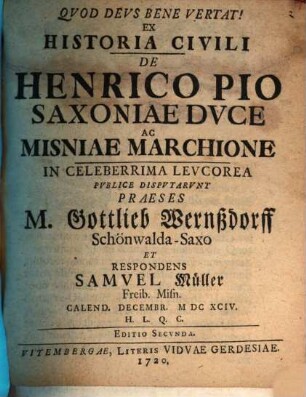 QVOD DEVS BENE VERTAT!
EX
HISTORIA CIVILI
DE
HENRICO PIO
SAXONIAE DVCE
AC
MISNIAE MARCHIONE
IN CELEBERRIMA LEVCOREA
PVBLICE DISPVTARVNT
PRAESES
M. Gottlieb Wernßdorff
Schönwalda-Saxo
ET
RESPONDENS
SAMVEL Müller
Freib. Misn.
CALEND. DECEMBR. M DC XCIV.
H. L. Q. C.
EDITIO SECVNDA.
VITEMBERGAE, LITERIS VIDVAE GERDESIAE.
1720.